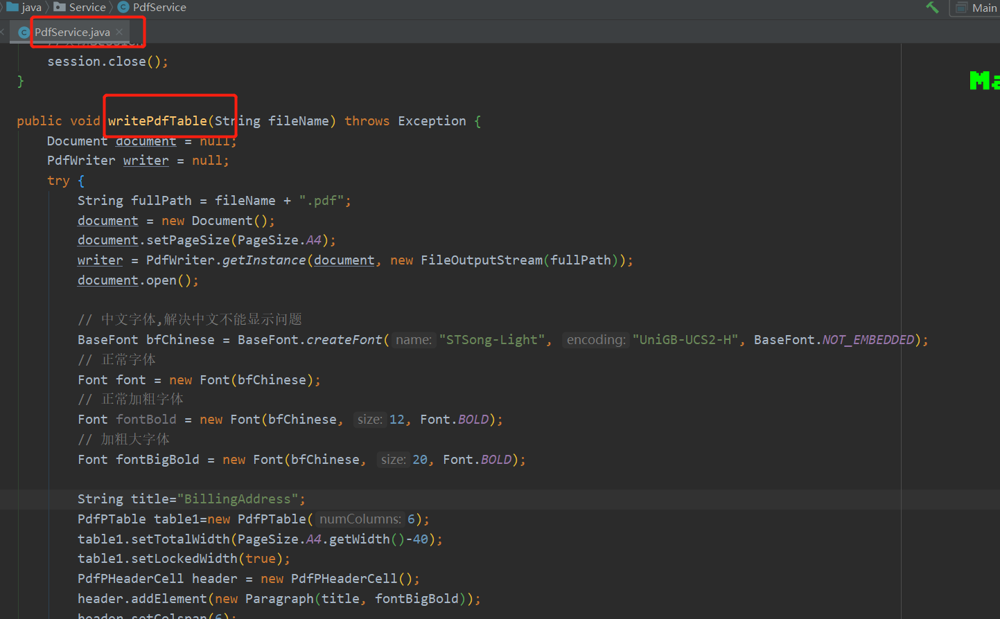 java Service PdfService Main
PdfService.java
session.close();
}
Ma
public void writePdfTable(String fileName) throws Exception {
Document document = null;
PdfWriter writer = null;
try {
String fullPath = fileName + ".pdf";
document = new Document();
document.setPageSize(PageSize.A4);
writer = PdfWriter.getInstance(document, new FileOutputStream(fullPath));
document.open();
// 中文字体,解决中文不能显示问题
BaseFont bfChinese = BaseFont.createFont( name: "STSong-Light", encoding: "UniGB-UCS2-H", BaseFont.NOT_EMBEDDED);
// 正常字体
Font font = new Font(bfChinese);
// 正常加粗字体
Font fontBold = new Font(bfChinese, size: 12, Font.BOLD);
// 加粗大字体
Font fontBigBold = new Font(bfChinese, size: 20, Font.BOLD);
String title="BillingAddress";
PdfPTable table1=new PdfPTable( numColumns: 6);
table1.setTotalWidth(PageSize.A4.getWidth()-40);
table1.setLockedWidth(true);
PdfPHeaderCell header = new PdfPHeaderCell();
header.addElement(new Paragraph(title, fontBigBold));
header.setColspan(6);